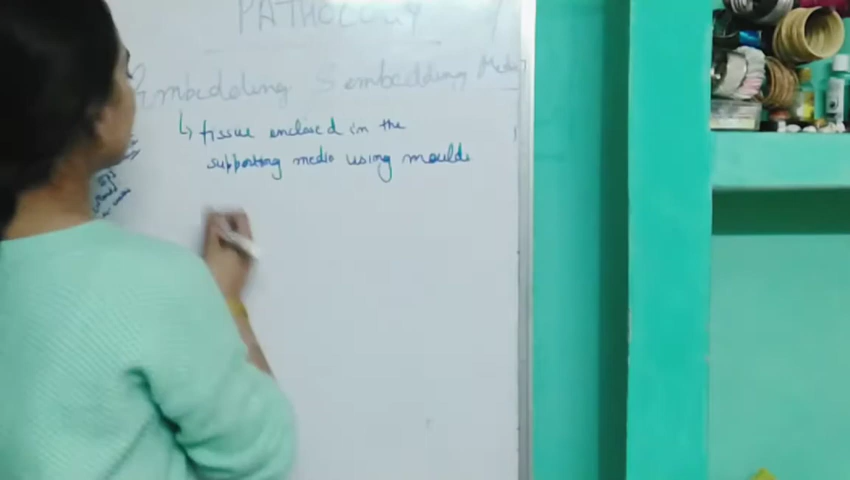 PATHOLOGY
Embedding & embedding Media
↳ tissue enclosed in the
supporting media using moulds